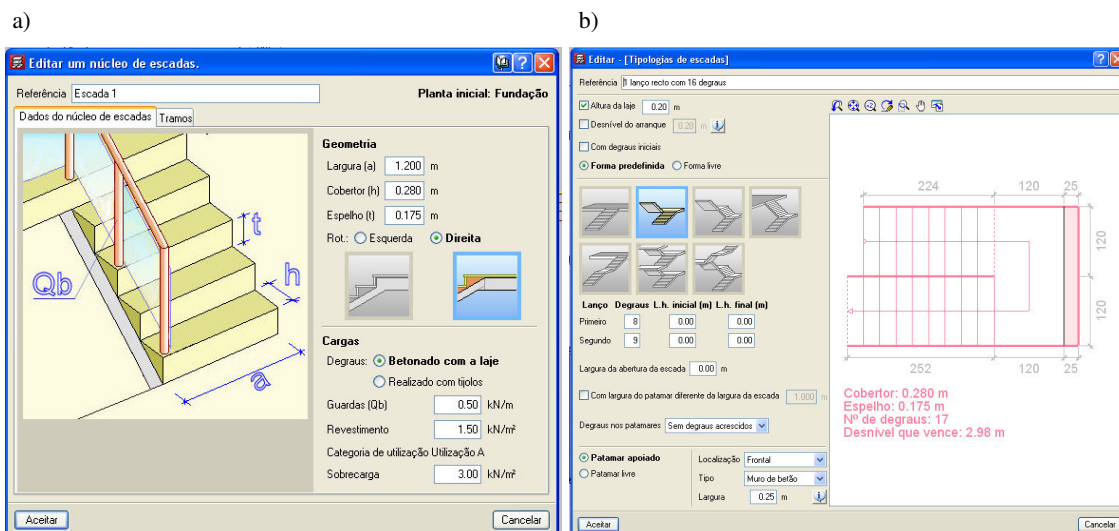 a)
b)
Editar um núcleo de escadas.
Referência Escada 1 Planta inicial: Fundação
Dados do núcleo de escadas Tramos
Qb
t
h
a
Geometria
Largura (a) 1.200 m
Cobertor (h) 0.280 m
Espelho (t) 0.175 m
Rot.: Esquerda Direita
Cargas
Degraus: Betonado com a laje
Realizado com tijolos
Guardas (Qb) 0.50 kN/m
Revestimento 1.50 kN/m²
Categoria de utilização Utilização A
Sobrecarga 3.00 kN/m²
Aceitar Cancelar
Editar - [Tipologias de escadas]
Referência 1 lanço recto com 16 degraus
Altura da laje 0.20 m
Desnível do arranque 0.20 m
Com degraus iniciais
Forma predefinida Forma livre
Lanço Degraus L.h. inicial (m) L.h. final (m)
Primeiro 8 0.00 0.00
Segundo 9 0.00 0.00
Largura da abertura da escada 0.00 m
Com largura do patamar diferente da largura da escada 1.000 m
Degraus nos patamares Sem degraus acrescidos
Patamar apoiado
Patamar livre
Localização Frontal
Tipo Muro de betão
Largura 0.25 m
224 120 25
120
120
252 120 25
Cobertor: 0.280 m
Espelho: 0.175 m
Nº de degraus: 17
Desnível que vence: 2.98 m
Aceitar Cancelar